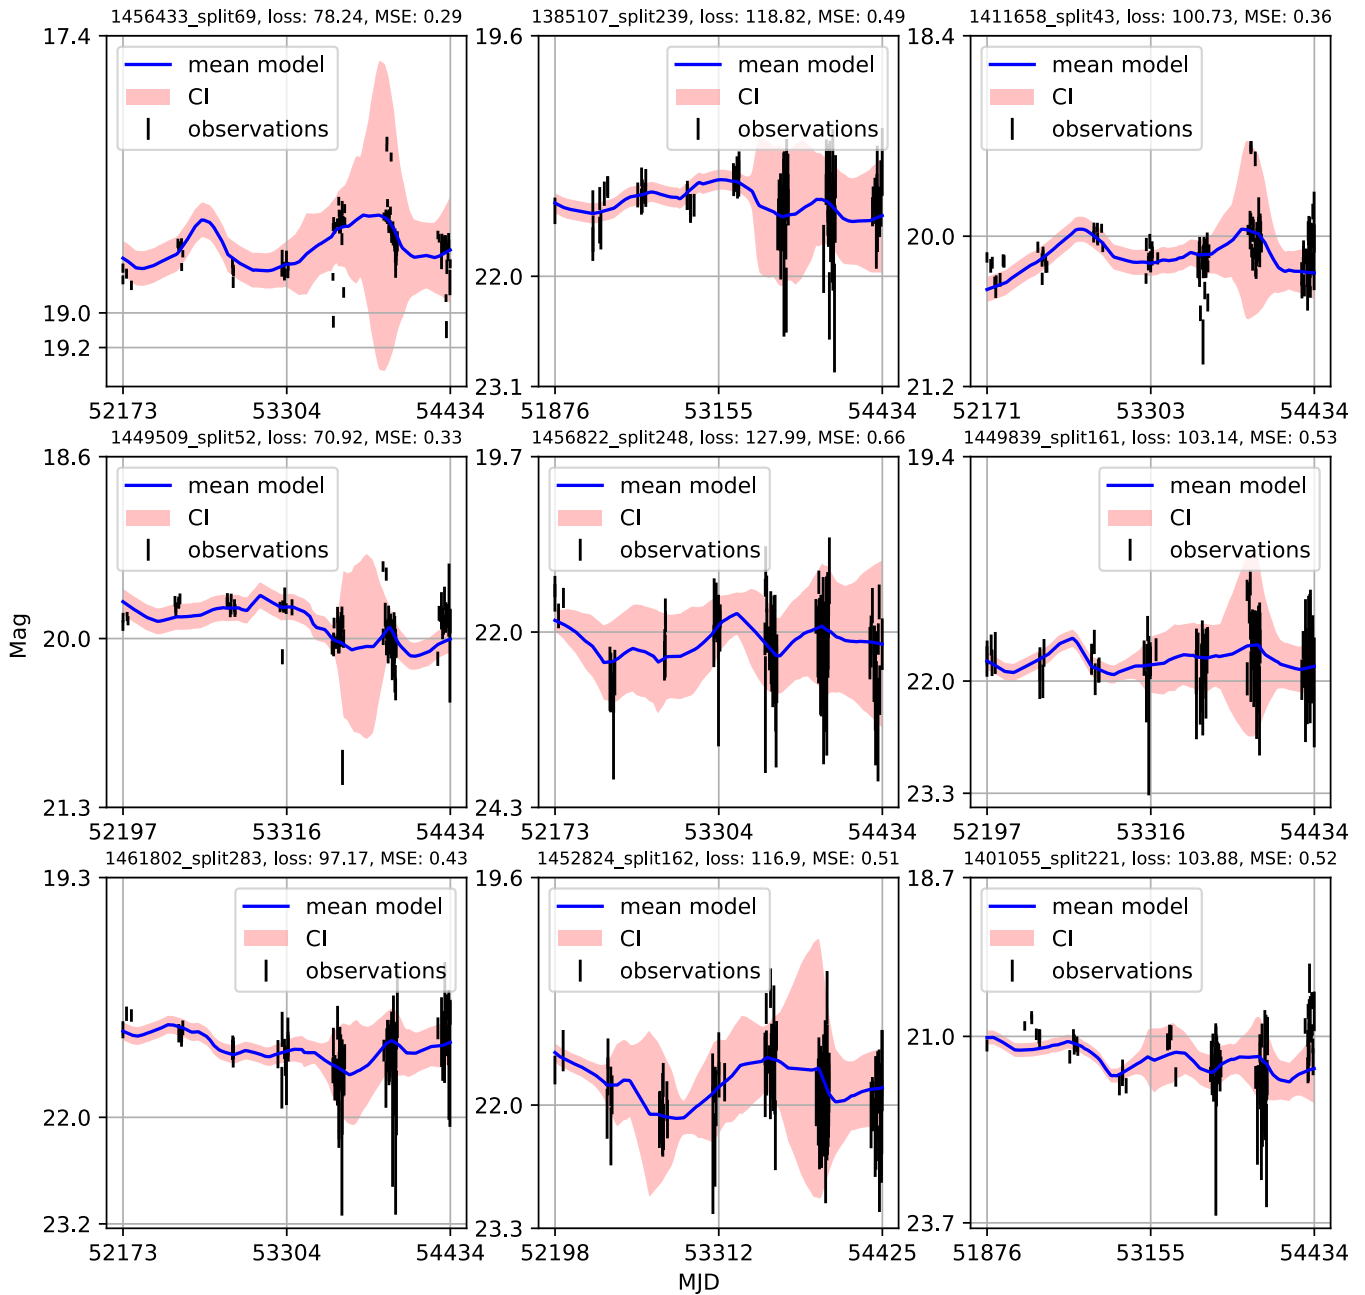 1456433_split69, loss: 78.24, MSE: 0.29
17.4
19.0
19.2
mean model
CI
observations
52173
53304
54434
1385107_split239, loss: 118.82, MSE: 0.49
19.6
22.0
23.1
mean model
CI
observations
51876
53155
54434
1411658_split43, loss: 100.73, MSE: 0.36
18.4
20.0
21.2
mean model
CI
observations
52171
53303
54434
1449509_split52, loss: 70.92, MSE: 0.33
18.6
20.0
21.3
mean model
CI
observations
52197
53316
54434
Mag
1456822_split248, loss: 127.99, MSE: 0.66
19.7
22.0
24.3
mean model
CI
observations
52173
53304
54434
1449839_split161, loss: 103.14, MSE: 0.53
19.4
22.0
23.3
mean model
CI
observations
52197
53316
54434
1461802_split283, loss: 97.17, MSE: 0.43
19.3
22.0
23.2
mean model
CI
observations
52173
53304
54434
1452824_split162, loss: 116.9, MSE: 0.51
19.6
22.0
23.3
mean model
CI
observations
52198
53312
54425
MJD
1401055_split221, loss: 103.88, MSE: 0.52
18.7
21.0
23.7
mean model
CI
observations
51876
53155
54434